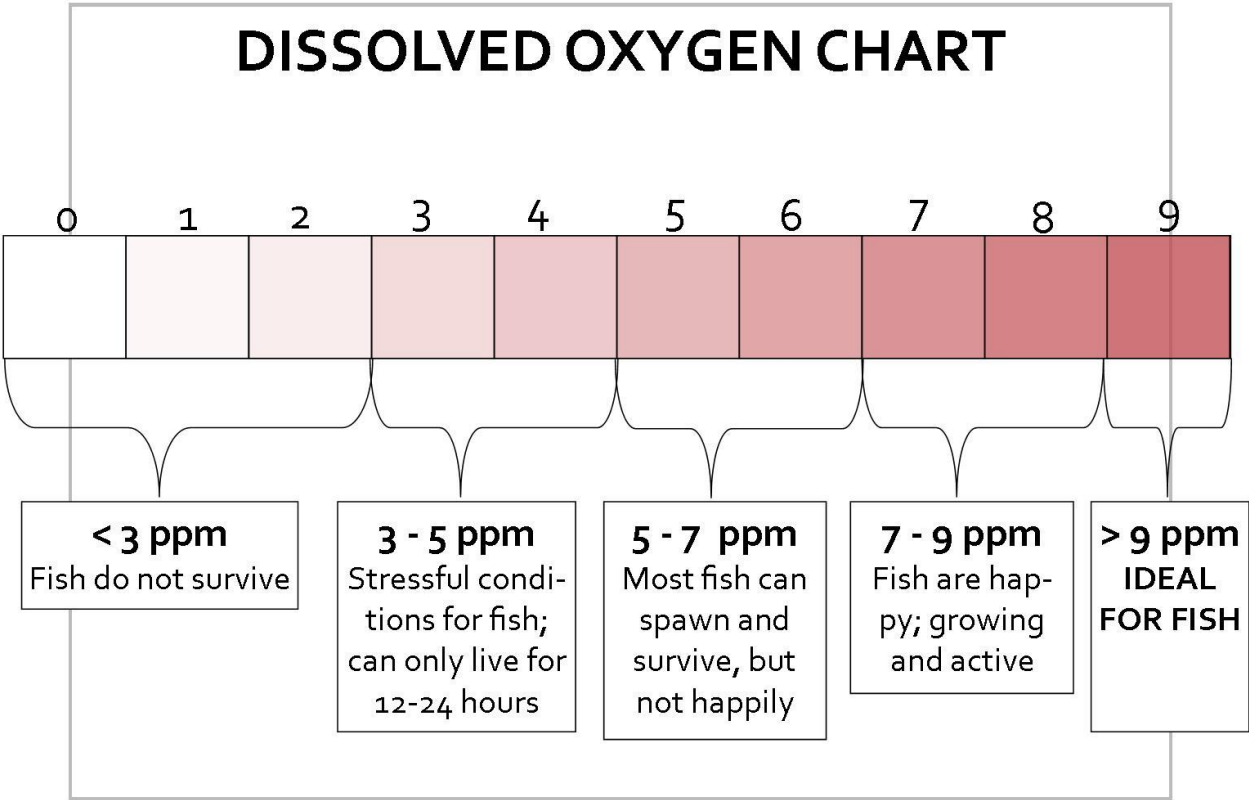 DISSOLVED OXYGEN CHART
0 1 2 3 4 5 6 7 8 9
< 3 ppm
Fish do not survive
3 - 5 ppm
Stressful condi-
tions for fish;
can only live for
12-24 hours
5 - 7 ppm
Most fish can
spawn and
survive, but
not happily
7 - 9 ppm
Fish are hap-
py; growing
and active
> 9 ppm
IDEAL
FOR FISH